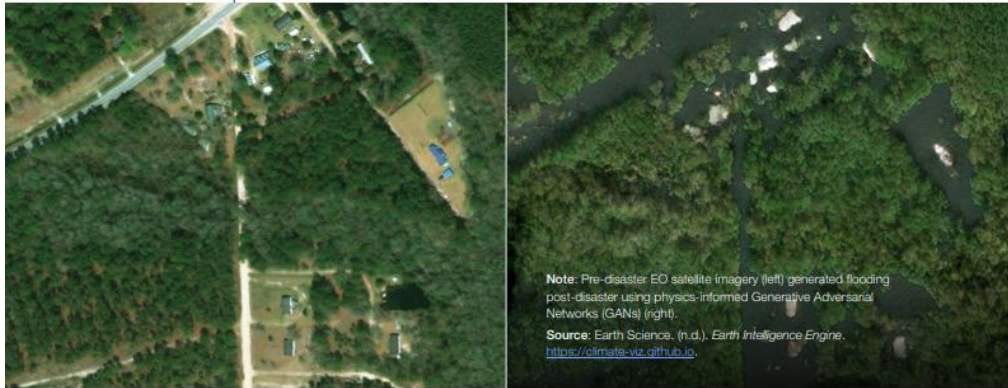 Note: Pre-disaster EO satellite imagery (left) generated flooding
post-disaster using physics-informed Generative Adversarial
Networks (GANs) (right).
Source: Earth Science. (n.d.). Earth Intelligence Engine.
https://climate-viz.github.io.